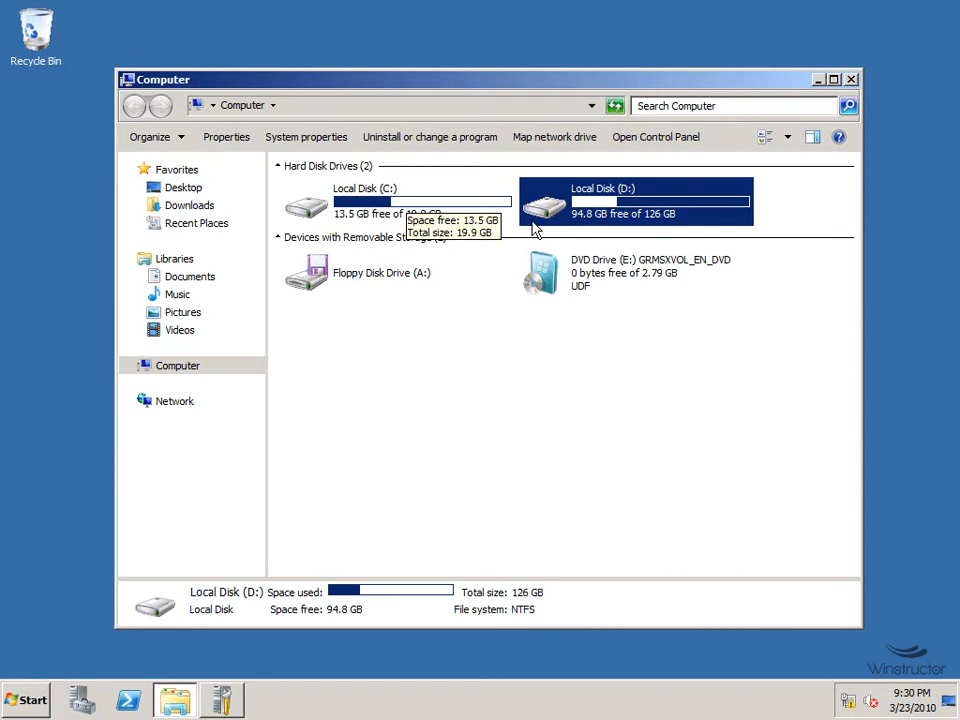 Recycle Bin
Computer
Computer
Search Computer
Organize
Properties
System properties
Uninstall or change a program
Map network drive
Open Control Panel
Favorites
Desktop
Downloads
Recent Places
Libraries
Documents
Music
Pictures
Videos
Computer
Network
Hard Disk Drives (2)
Local Disk (C:)
13.5 GB free of 19.9 GB
Space free: 13.5 GB
Total size: 19.9 GB
Local Disk (D:)
94.8 GB free of 126 GB
Devices with Removable
Floppy Disk Drive (A:)
DVD Drive (E:) GRMSXVOL_EN_DVD
0 bytes free of 2.79 GB
UDF
Local Disk (D:) Space used: Total size: 126 GB
Local Disk Space free: 94.8 GB File system: NTFS
Winstructor
Start
9:30 PM
3/23/2010